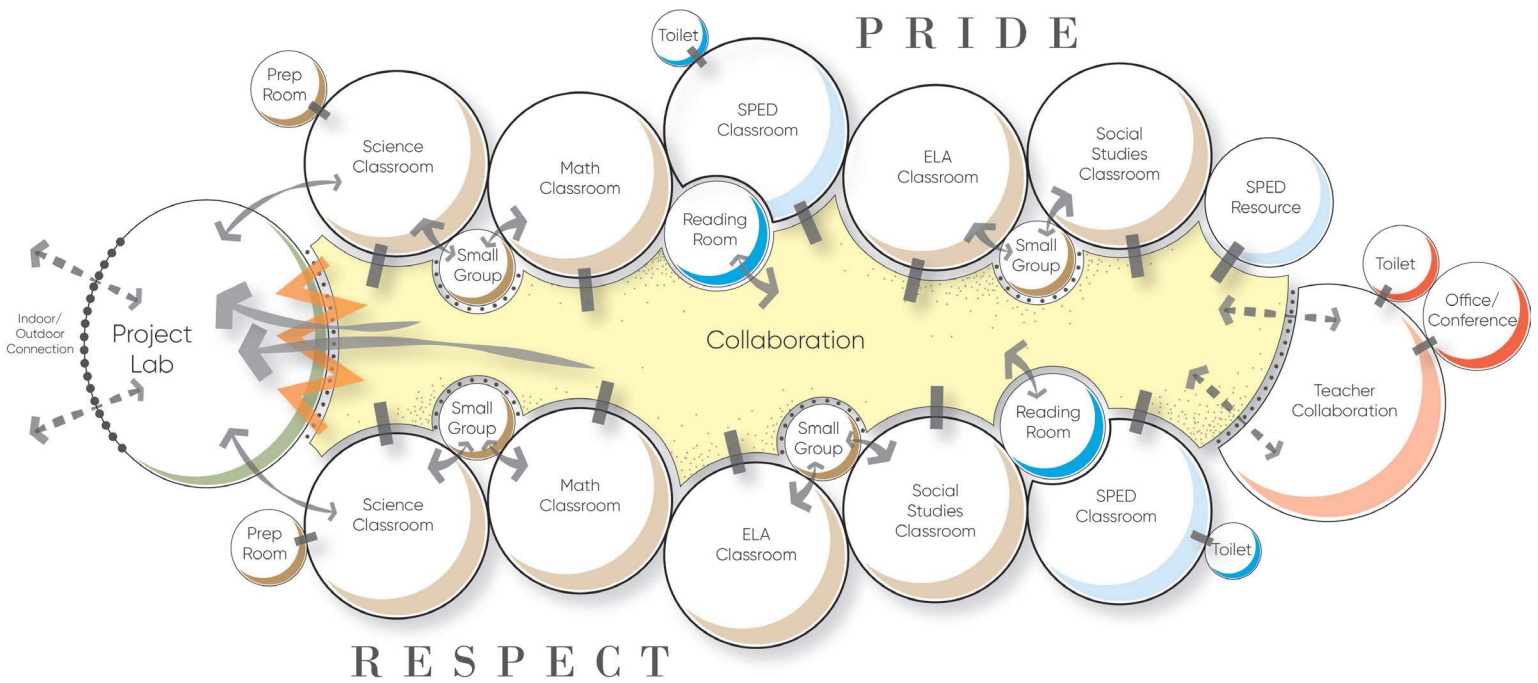 PRIDE
Toilet
Prep
Room
Science
Classroom
Math
Classroom
SPED
Classroom
ELA
Classroom
Social
Studies
Classroom
SPED
Resource
Small
Group
Reading
Room
Small
Group
Toilet
Office/
Conference
Indoor/
Outdoor
Connection
Project
Lab
Collaboration
Teacher
Collaboration
Small
Group
Small
Group
Reading
Room
Prep
Room
Science
Classroom
Math
Classroom
ELA
Classroom
Social
Studies
Classroom
SPED
Classroom
Toilet
RESPECT